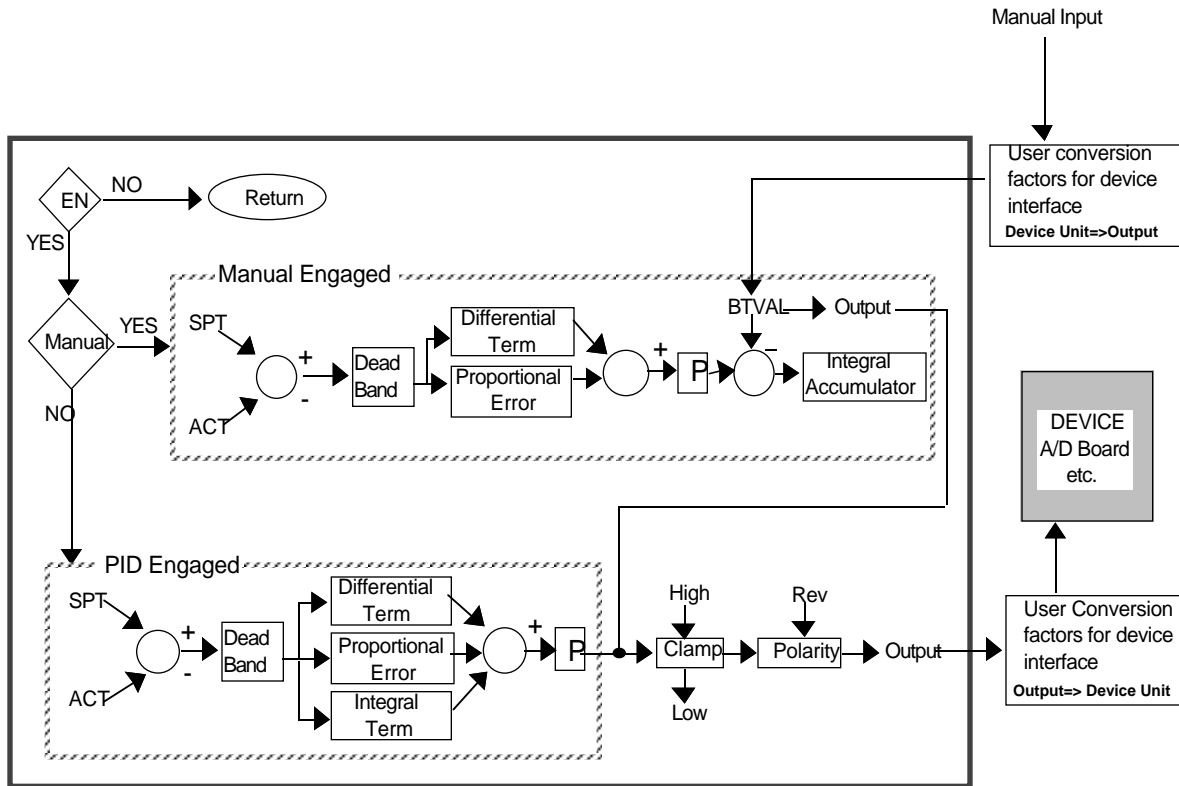 Manual Input
User conversion
factors for device
interface
Device Unit=>Output
EN
NO
Return
YES
Manual Engaged
Manual
YES
NO
SPT
ACT
+
-
Dead
Band
Differential
Term
Proportional
Error
+
P
BTVAL
Output
−
Integral
Accumulator
DEVICE
A/D Board
etc.
PID Engaged
SPT
ACT
+
-
Dead
Band
Differential
Term
Proportional
Error
Integral
Term
+
P
High
Clamp
Low
Rev
Polarity
Output
User Conversion
factors for device
interface
Output=> Device Unit